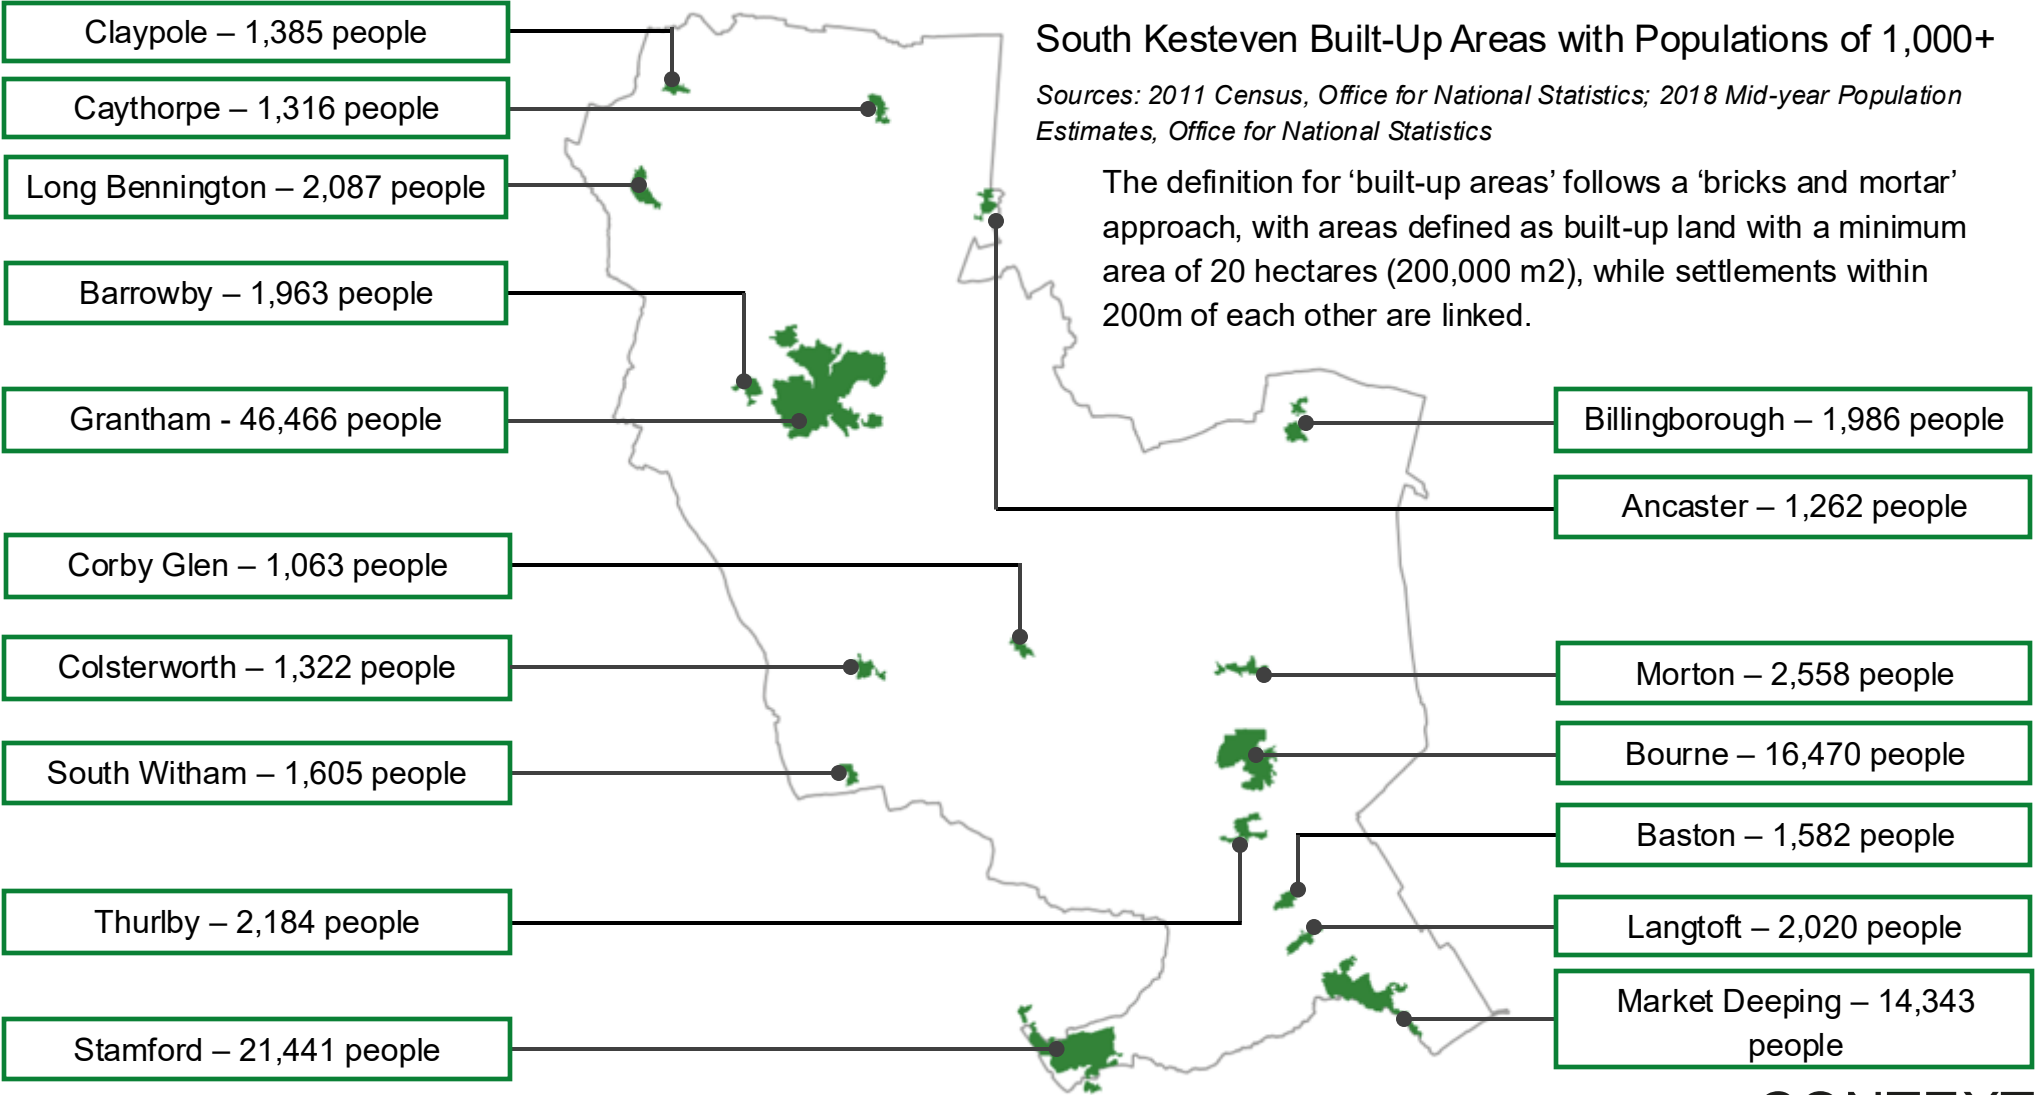 South Kesteven Built-Up Areas with Populations of 1,000+
Sources: 2011 Census, Office for National Statistics; 2018 Mid-year Population
Estimates, Office for National Statistics
The definition for ‘built-up areas’ follows a ‘bricks and mortar’
approach, with areas defined as built-up land with a minimum
area of 20 hectares (200,000 m2), while settlements within
200m of each other are linked.
Claypole – 1,385 people
Caythorpe – 1,316 people
Long Bennington – 2,087 people
Barrowby – 1,963 people
Grantham - 46,466 people
Corby Glen – 1,063 people
Colsterworth – 1,322 people
South Witham – 1,605 people
Thurlby – 2,184 people
Stamford – 21,441 people
Billingborough – 1,986 people
Ancaster – 1,262 people
Morton – 2,558 people
Bourne – 16,470 people
Baston – 1,582 people
Langtoft – 2,020 people
Market Deeping – 14,343
people